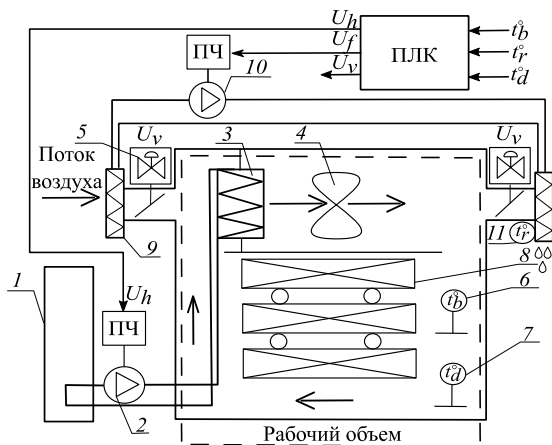 U_h
U_f
U_v
ПЧ
10
ПЛК
t°_b
t°_r
t°_d
5
U_v
3
4
U_v
Поток
воздуха
9
11
t°_r
8
1
U_h
6
t°_b
ПЧ
7
t°_d
2
Рабочий объем